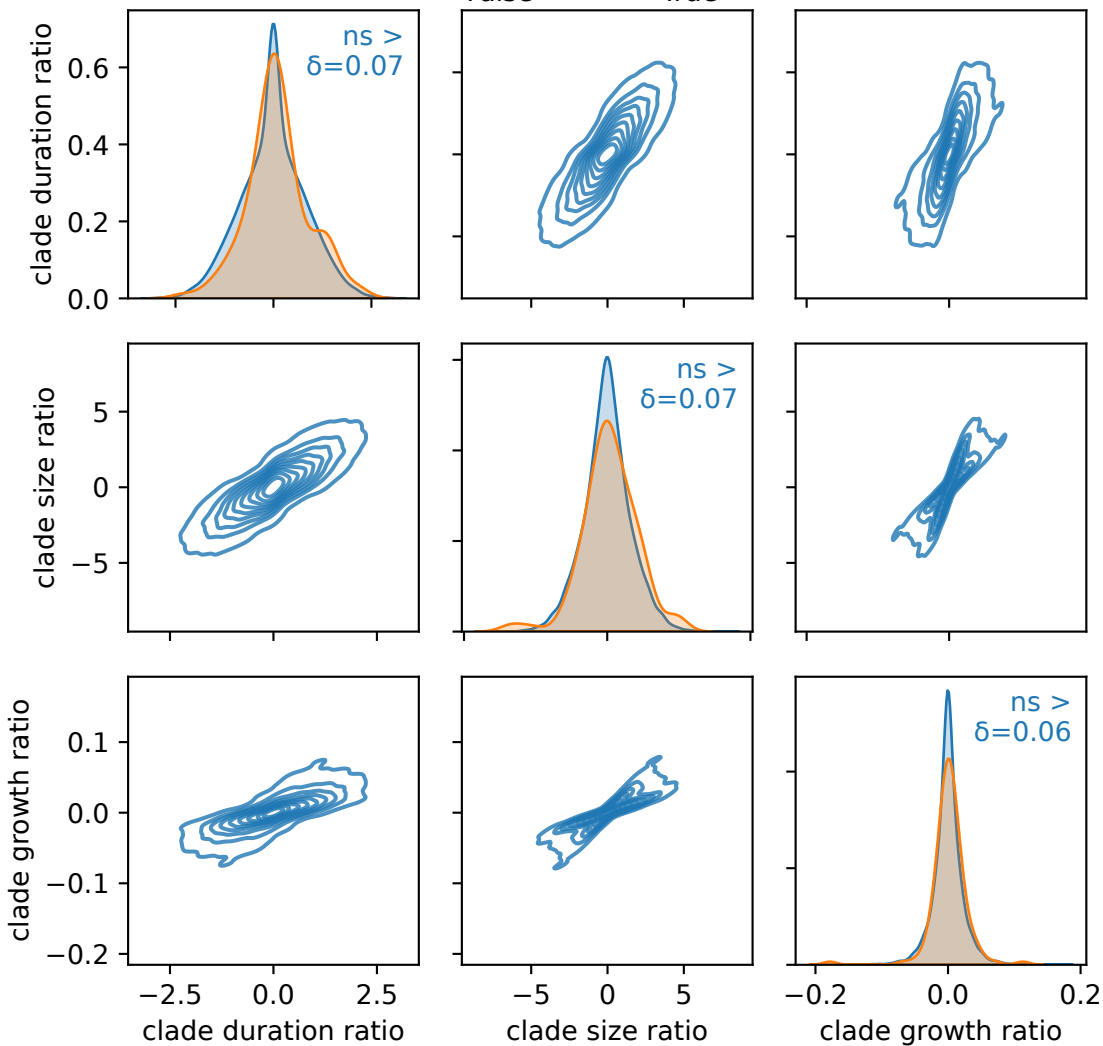 clade duration ratio
0.6
0.4
0.2
0.0
ns >
δ=0.07
clade size ratio
5
0
−5
ns >
δ=0.07
clade growth ratio
0.1
0.0
−0.1
−0.2
ns >
δ=0.06
−2.5 0.0 2.5
−5 0 5
−0.2 0.0 0.2
clade duration ratio
clade size ratio
clade growth ratio